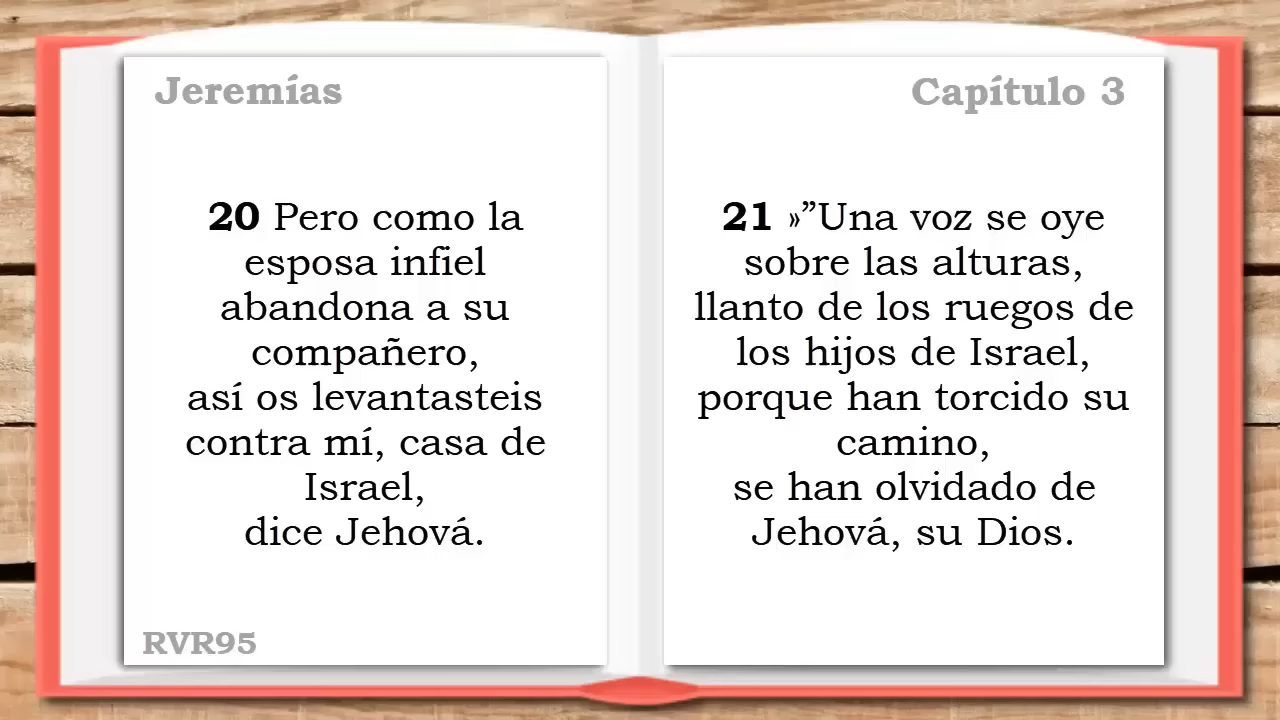 Jeremías
20 Pero como la
esposa infiel
abandona a su
compañero,
así os levantasteis
contra mí, casa de
Israel,
dice Jehová.
RVR95
Capítulo 3
21 »”Una voz se oye
sobre las alturas,
llanto de los ruegos de
los hijos de Israel,
porque han torcido su
camino,
se han olvidado de
Jehová, su Dios.